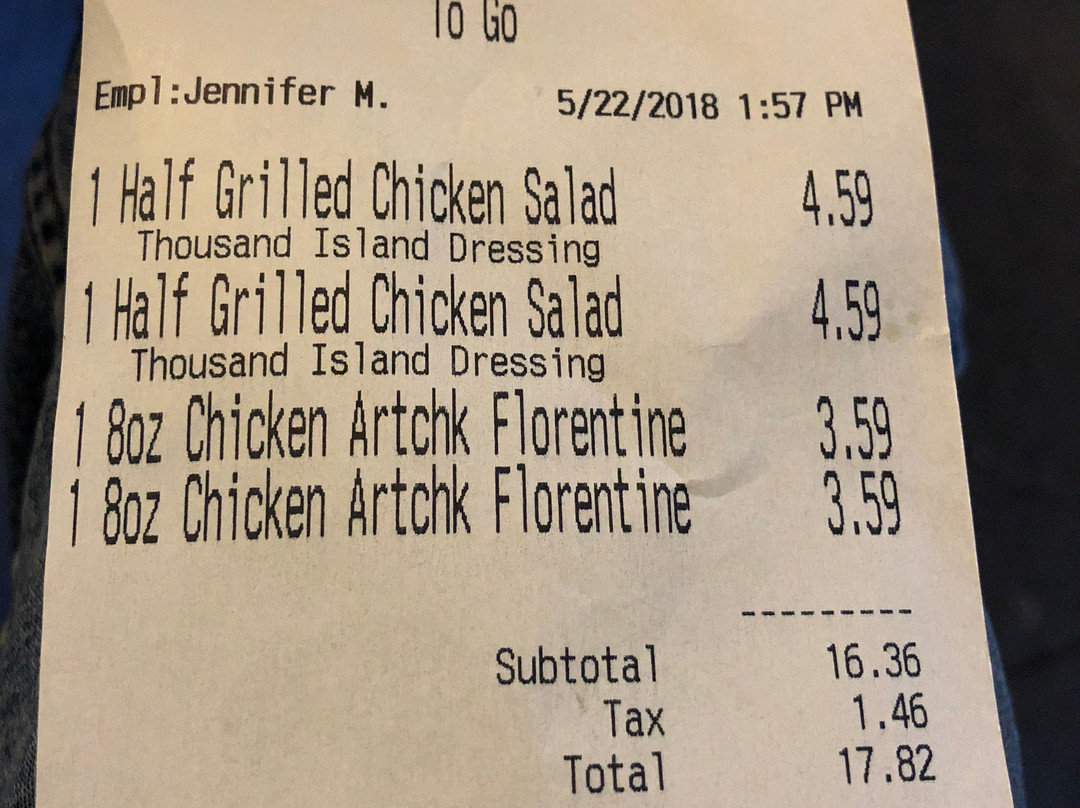 To Go
Empl:Jennifer M. 5/22/2018 1:57 PM
1 Half Grilled Chicken Salad 4.59
Thousand Island Dressing
1 Half Grilled Chicken Salad 4.59
Thousand Island Dressing
1 8oz Chicken Artchk Florentine 3.59
1 8oz Chicken Artchk Florentine 3.59
---------
Subtotal 16.36
Tax 1.46
Total 17.82